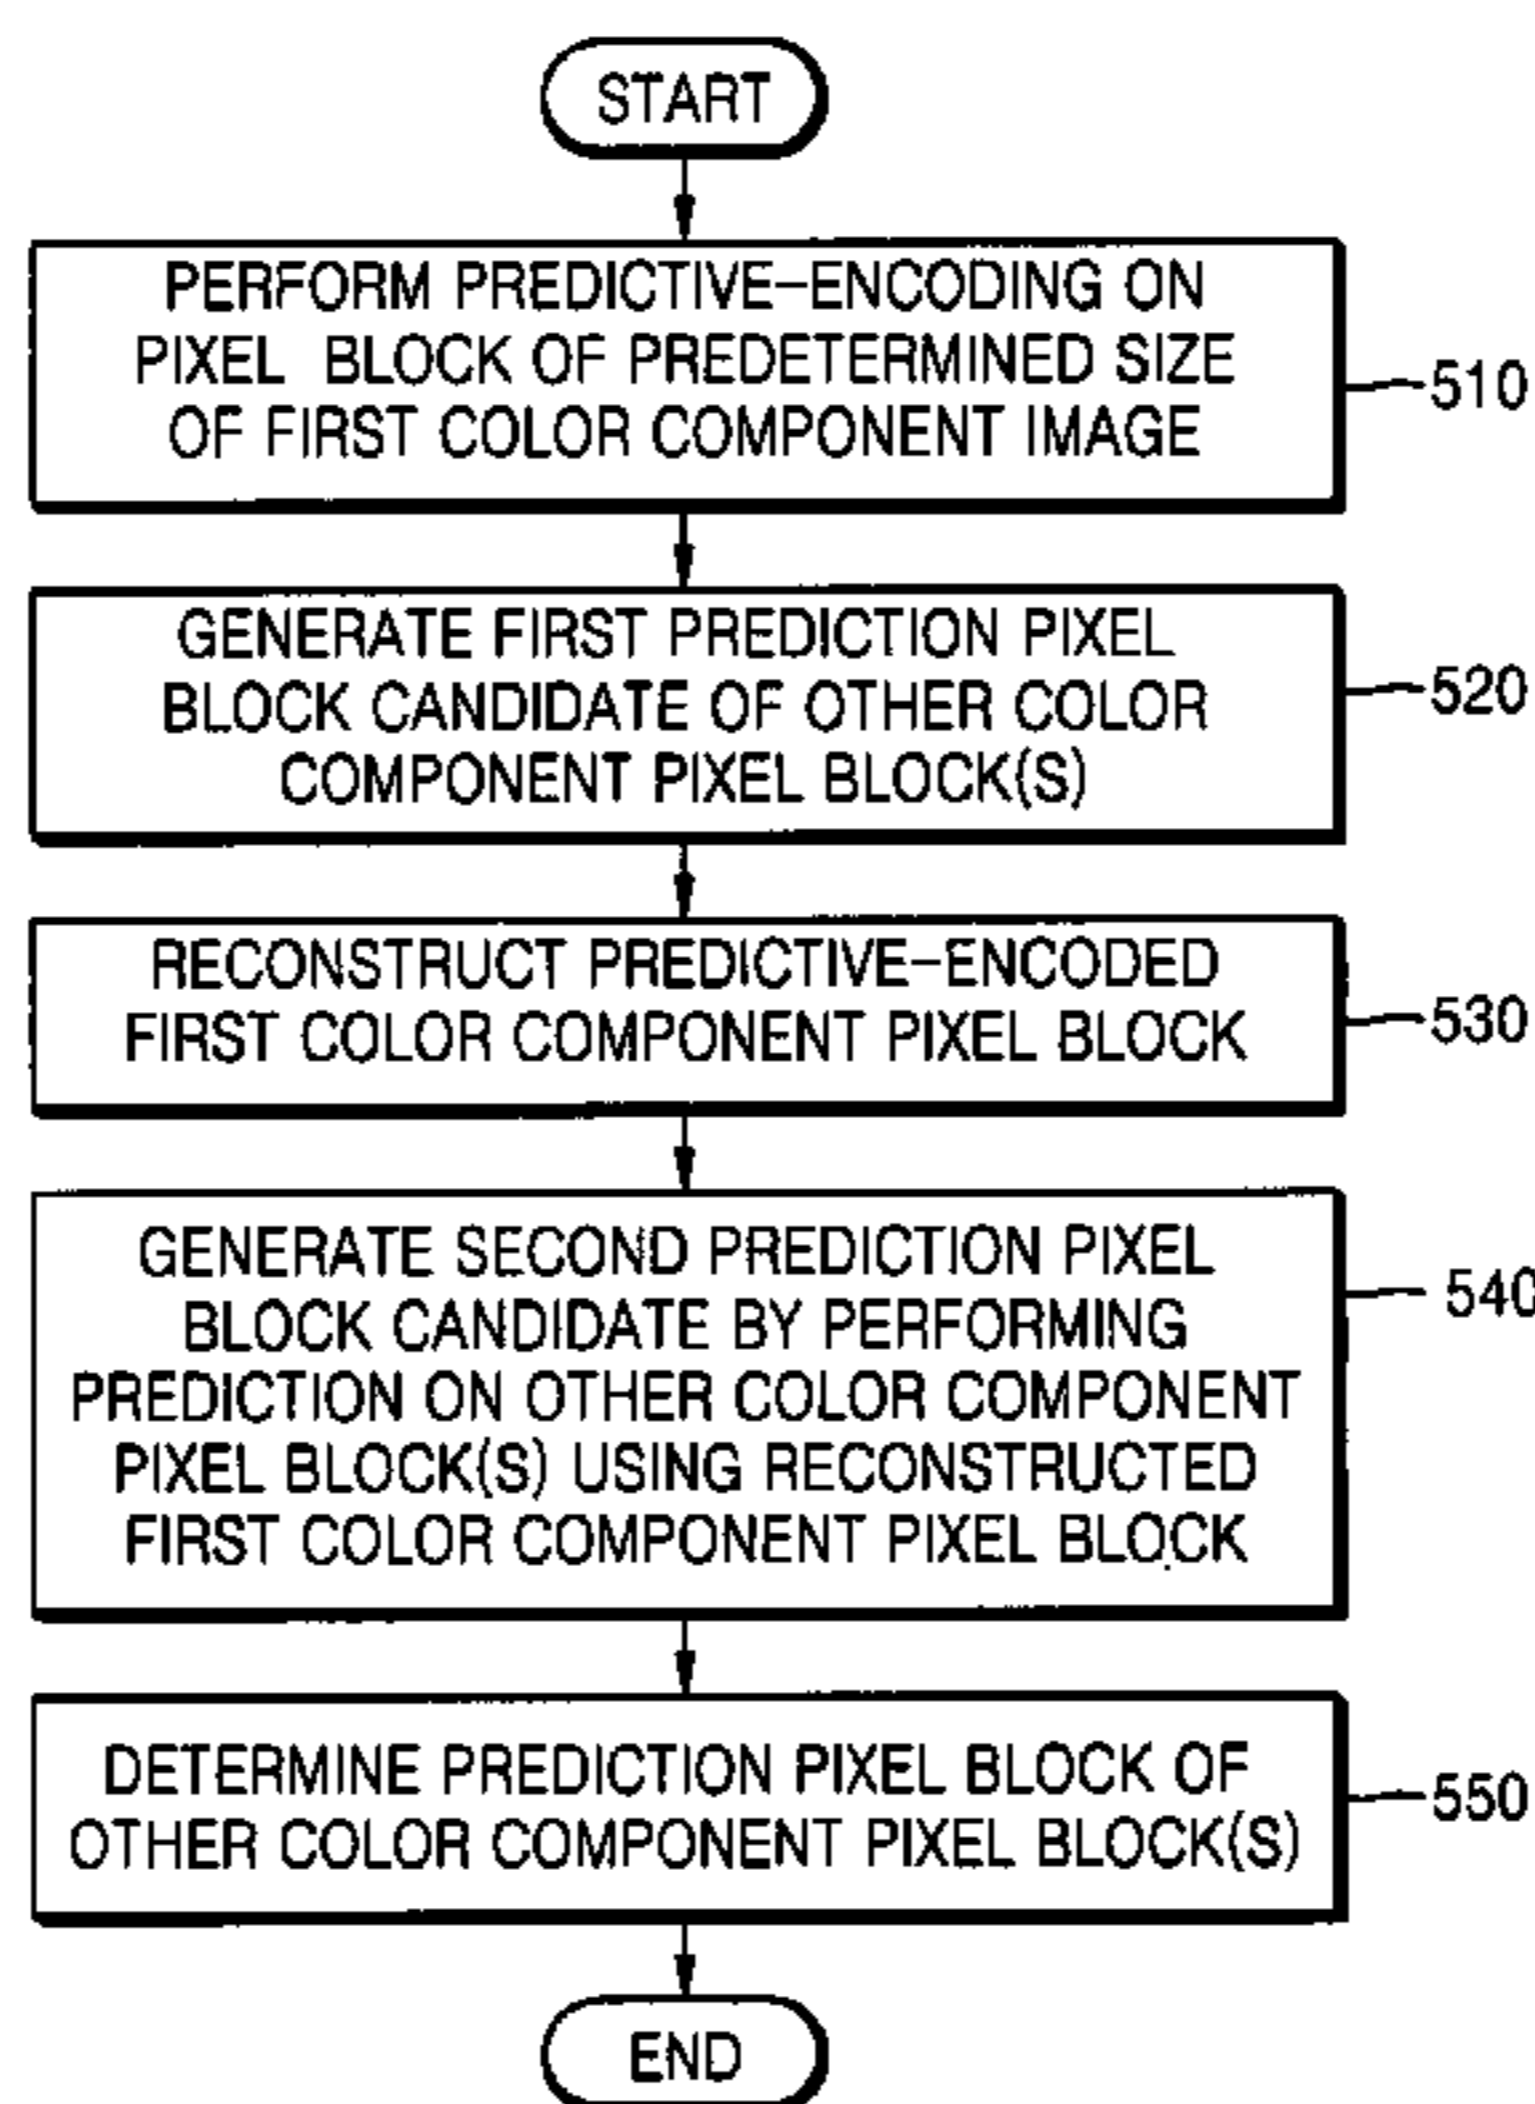 START
PERFORM PREDICTIVE-ENCODING ON
PIXEL BLOCK OF PREDETERMINED SIZE
OF FIRST COLOR COMPONENT IMAGE
510
GENERATE FIRST PREDICTION PIXEL
BLOCK CANDIDATE OF OTHER COLOR
COMPONENT PIXEL BLOCK(S)
520
RECONSTRUCT PREDICTIVE-ENCODED
FIRST COLOR COMPONENT PIXEL BLOCK
530
GENERATE SECOND PREDICTION PIXEL
BLOCK CANDIDATE BY PERFORMING
PREDICTION ON OTHER COLOR COMPONENT
PIXEL BLOCK(S) USING RECONSTRUCTED
FIRST COLOR COMPONENT PIXEL BLOCK
540
DETERMINE PREDICTION PIXEL BLOCK OF
OTHER COLOR COMPONENT PIXEL BLOCK(S)
550
END